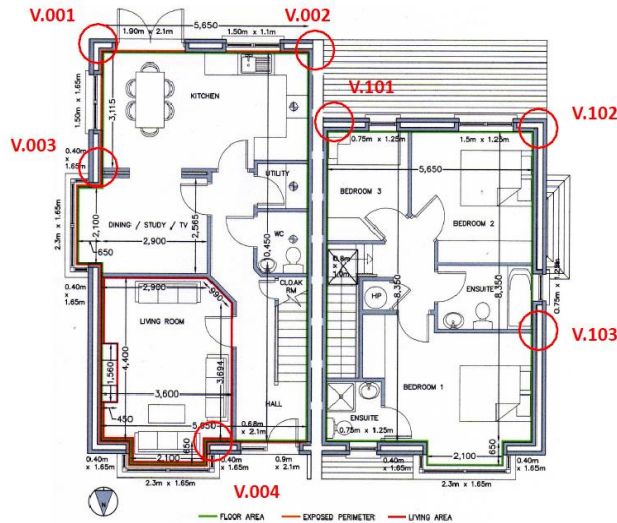 V.001
V.002
5,650
1.90m x 2.1m
1.50m x 1.1m
V.101
V.102
KITCHEN
1.50m x 1.65m
3,115
0.75m x 1.25m
1.5m x 1.25m
V.003
0.40m
x
1.65m
5,650
UTILITY
BEDROOM 3
BEDROOM 2
DINING / STUDY / TV
WC
2.3m x 1.65m
2,100
2,900
2,565
650
0,450
8,350
8,350
CLOAK
RM
HP
ENSUITE
0.75m x 1.25m
0.40m
x
1.65m
2,900
LIVING ROOM
V.103
4,400
1,560
3,694
3,600
450
BEDROOM 1
HALL
ENSUITE
0.75m x 1.25m
0.68m
x 2.1m
650
650
2,100
2,100
0.40m
x 1.65m
0.40m
x 1.65m
0.9m
x 2.1m
0.40m
x 1.65m
0.40m
x 1.65m
2.3m x 1.65m
2.3m x 1.65m
V.004
N
FLOOR AREA
EXPOSED PERIMETER
LIVING AREA